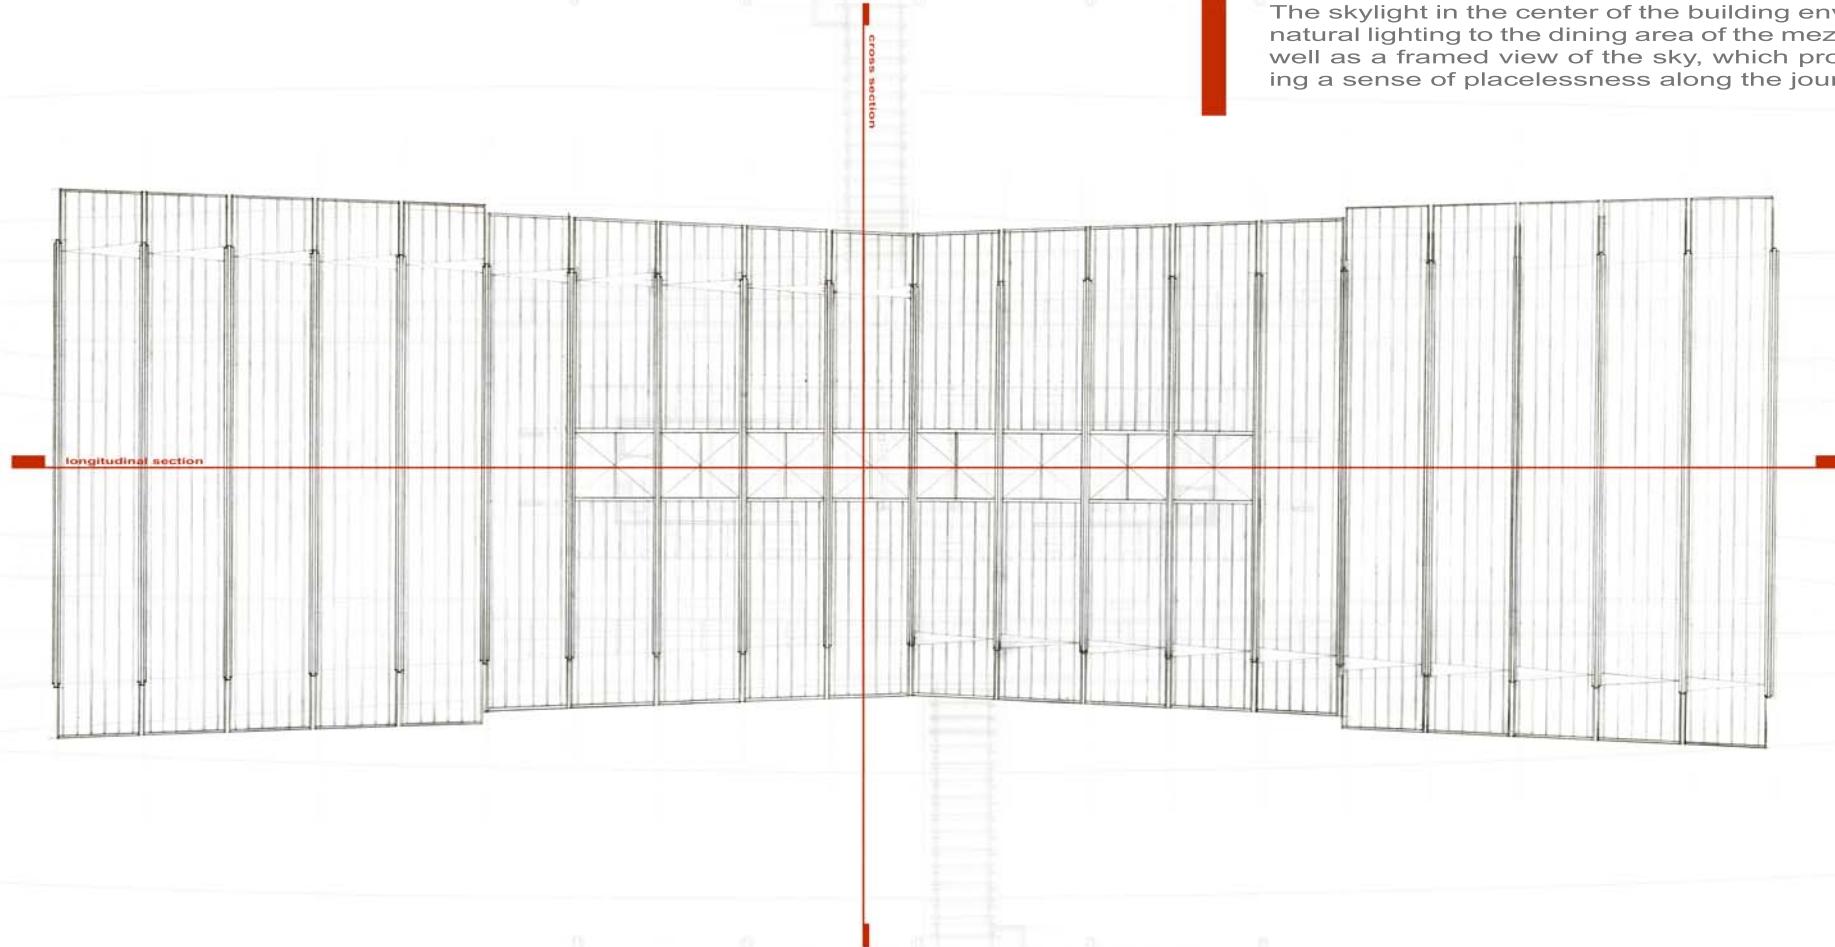 The skylight in the center of the building
natural lighting to the dining area of the
well as a framed view of the sky, which
ing a sense of placelessness along the
cross section
longitudinal section